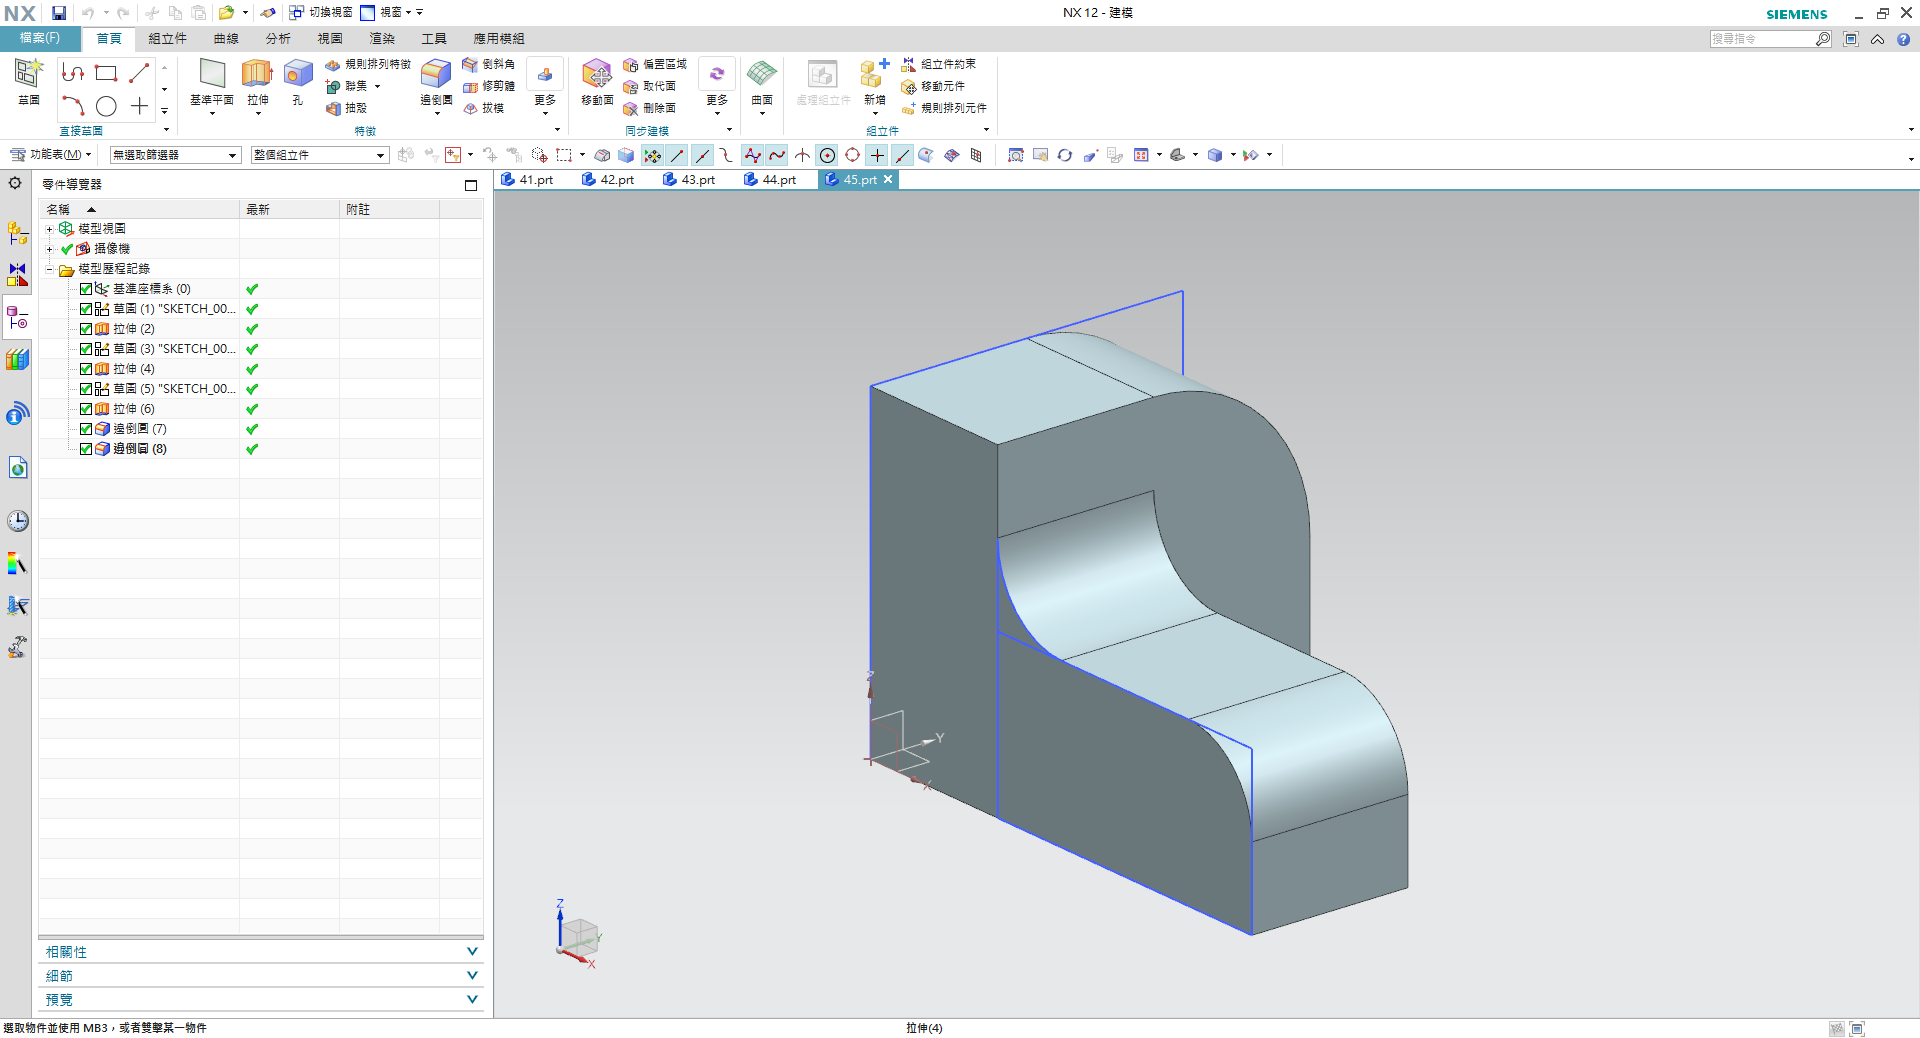 NX 切換視窗 視窗 NX 12 - 建模 SIEMENS
檔案(F) 首頁 組立件 曲線 分析 視圖 渲染 工具 應用模組 搜尋指令
草圖 基準平面 拉伸 孔 規則排列特徵 聯集 抽殼 邊倒圓 倒斜角 修剪體 拔模 更多 移動面 偏置區域 取代面 刪除面 更多 曲面 處理組立件 新增 組立件約束 移動元件 規則排列元件
直接草圖 特徵 同步建模 組立件
功能表(M) 無選取篩選器 整個組立件
零件導覽器
41.prt 42.prt 43.prt 44.prt 45.prt
名稱 最新 附註
模型視圖
攝像機
模型歷程記錄
基準座標系 (0)
草圖 (1) "SKETCH_00...
拉伸 (2)
草圖 (3) "SKETCH_00...
拉伸 (4)
草圖 (5) "SKETCH_00...
拉伸 (6)
邊倒圓 (7)
邊倒圓 (8)
Z
Y
X
Z
Y
X
相關性
細節
預覽
選取物件並使用 MB3，或者雙擊某一物件 拉伸(4)